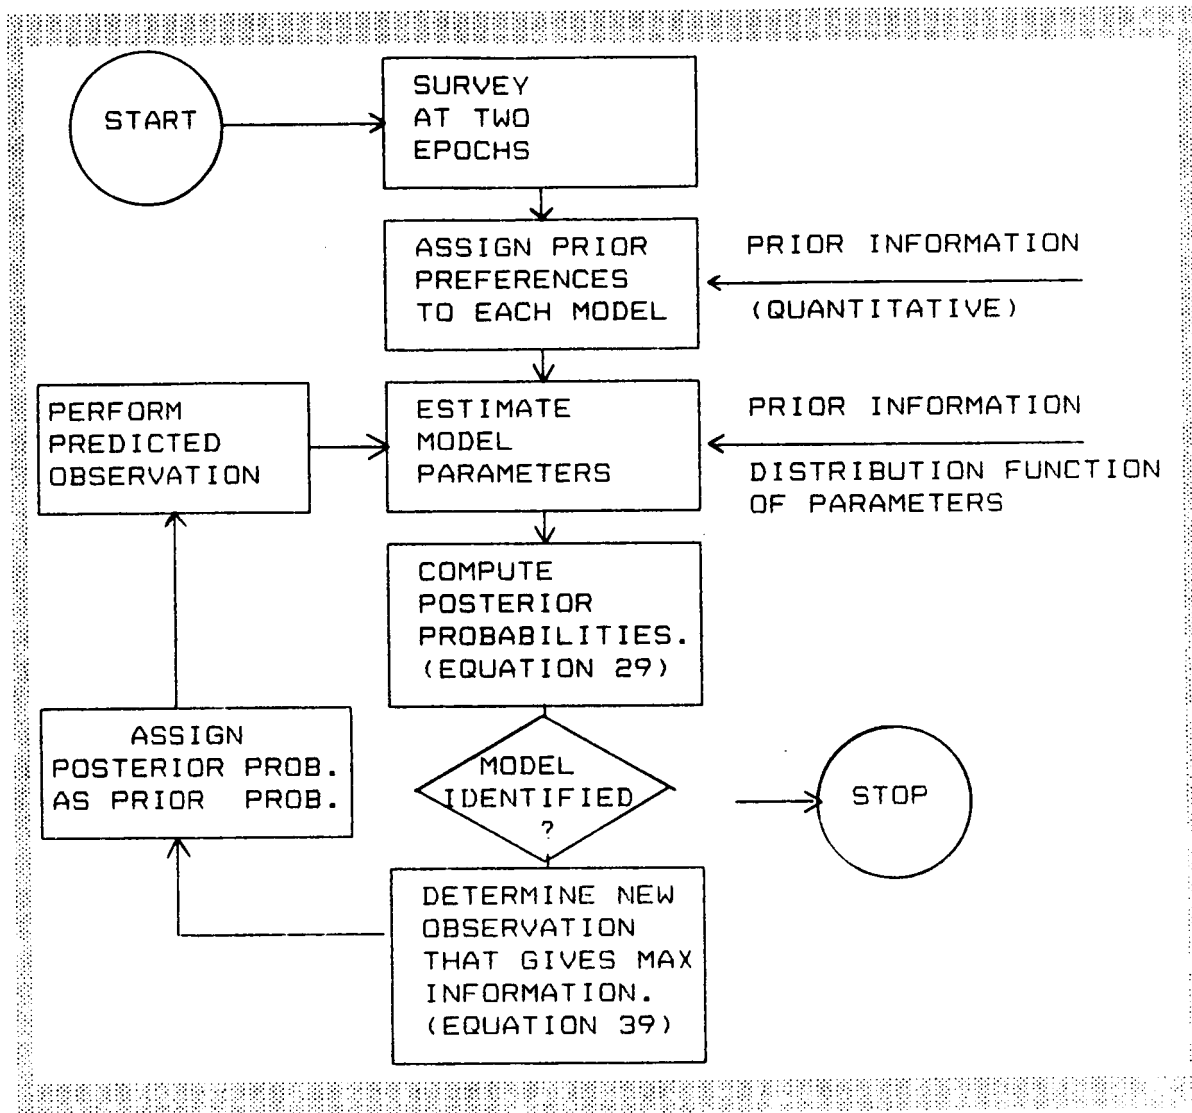 START
SURVEY
AT TWO
EPOCHS
ASSIGN PRIOR
PREFERENCES
TO EACH MODEL
PRIOR INFORMATION
(QUANTITATIVE)
PERFORM
PREDICTED
OBSERVATION
ESTIMATE
MODEL
PARAMETERS
PRIOR INFORMATION
DISTRIBUTION FUNCTION
OF PARAMETERS
COMPUTE
POSTERIOR
PROBABILITIES.
(EQUATION 29)
ASSIGN
POSTERIOR PROB.
AS PRIOR PROB.
MODEL
IDENTIFIED
?
STOP
DETERMINE NEW
OBSERVATION
THAT GIVES MAX
INFORMATION.
(EQUATION 39)